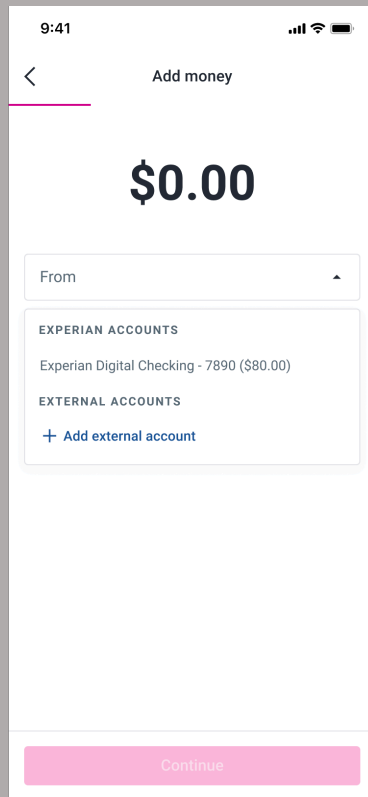 9:41
Add money
$0.00
From
EXPERIAN ACCOUNTS
Experian Digital Checking - 7890 ($80.00)
EXTERNAL ACCOUNTS
+ Add external account
Continue